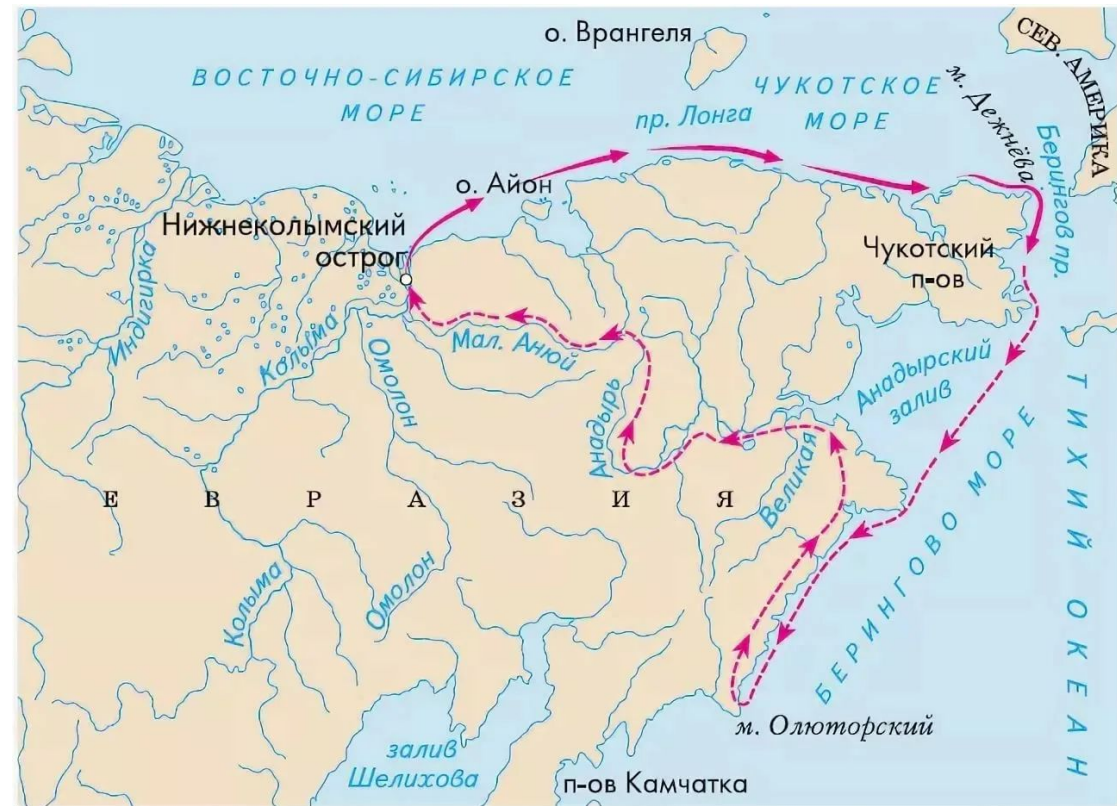 о. Врангеля
СЕВ. АМЕРИКА
ВОСТОЧНО-СИБИРСКОЕ
МОРЕ
ЧУКОТСКОЕ
МОРЕ
пр. Лонга
м. Дежнёва
Берингов пр.
о. Айон
Нижнеколымский
острог
Чукотский
п-ов
Индигирка
Колыма
Омолон
Мал. Анюй
Анадырь
Анадырский
залив
Великая
ЕВРАЗИЯ
ТИХИЙ ОКЕАН
БЕРИНГОВО МОРЕ
Колыма
Омолон
м. Олюторский
залив
Шелихова
п-ов Камчатка